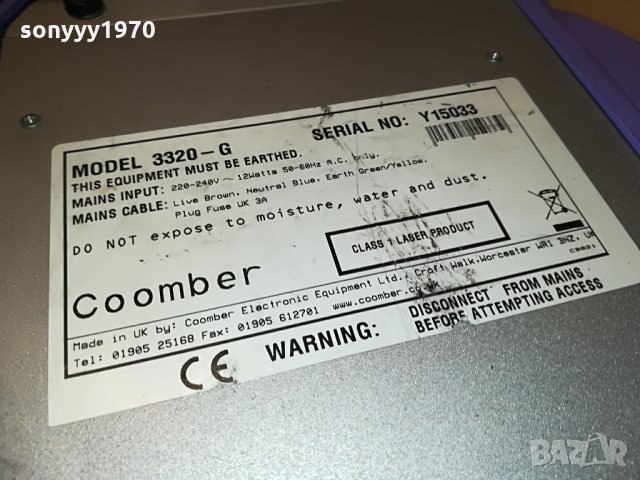 sonyyy1970
MODEL 3320-G
SERIAL NO: Y15033
THIS EQUIPMENT MUST BE EARTHED.
MAINS INPUT: 220-240V ~ 12Watts 50-60Hz A.C. only.
MAINS CABLE: Live Brown, Neutral Blue, Earth Green/Yellow.
Plug Fuse UK 3A
DO NOT expose to moisture, water and dust.
CLASS 1 LASER PRODUCT
Coomber
Made in UK by: Coomber Electronic Equipment Ltd., Croft Walk, Worcester WR1 3NZ, UK
Tel: 01905 25168 Fax: 01905 612701 www.coomber.co
CE WARNING: DISCONNECT FROM MAINS
BEFORE ATTEMPTING ACCESS
BAZAR